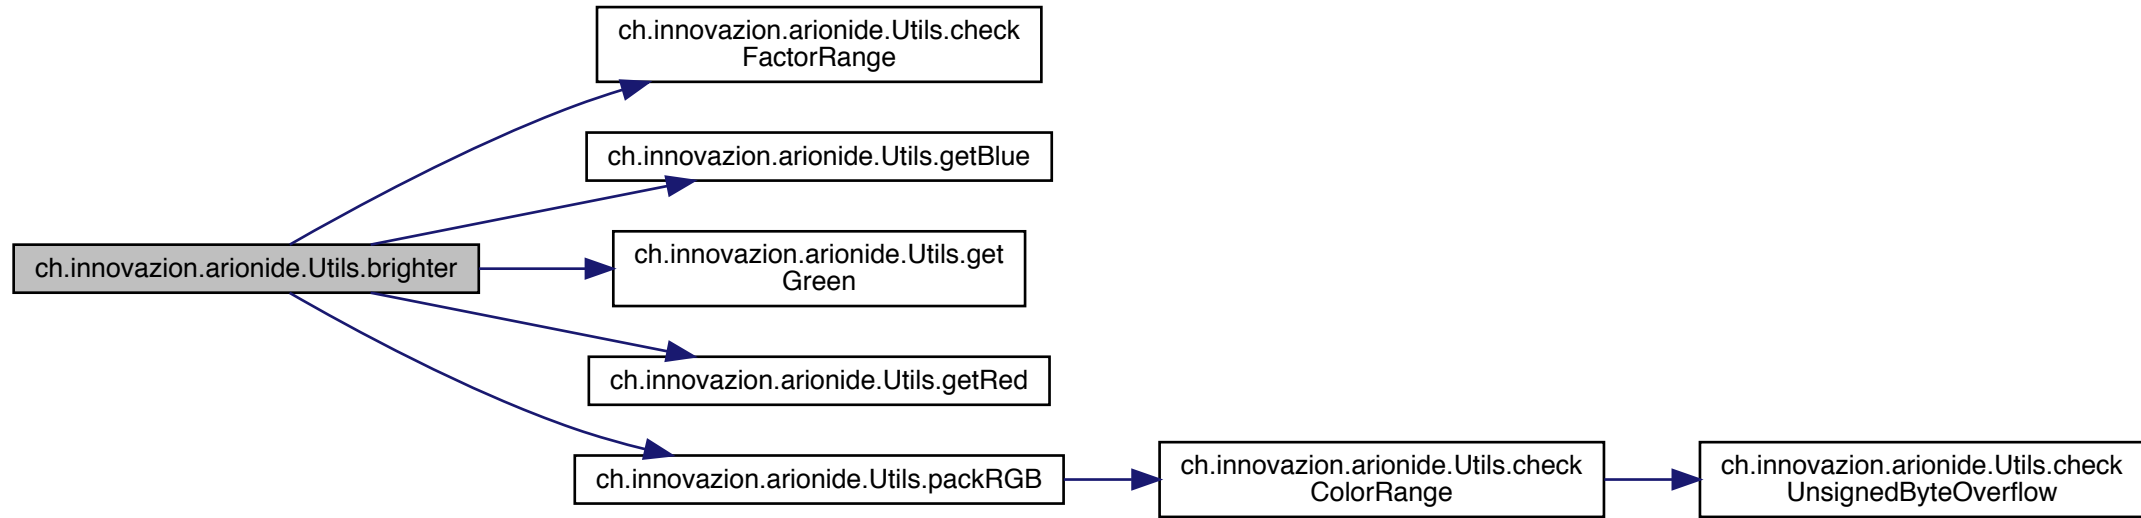 ch.innovazion.arionide.Utils.check
FactorRange
ch.innovazion.arionide.Utils.getBlue
ch.innovazion.arionide.Utils.brighter
ch.innovazion.arionide.Utils.get
Green
ch.innovazion.arionide.Utils.getRed
ch.innovazion.arionide.Utils.packRGB
ch.innovazion.arionide.Utils.check
ColorRange
ch.innovazion.arionide.Utils.check
UnsignedByteOverflow